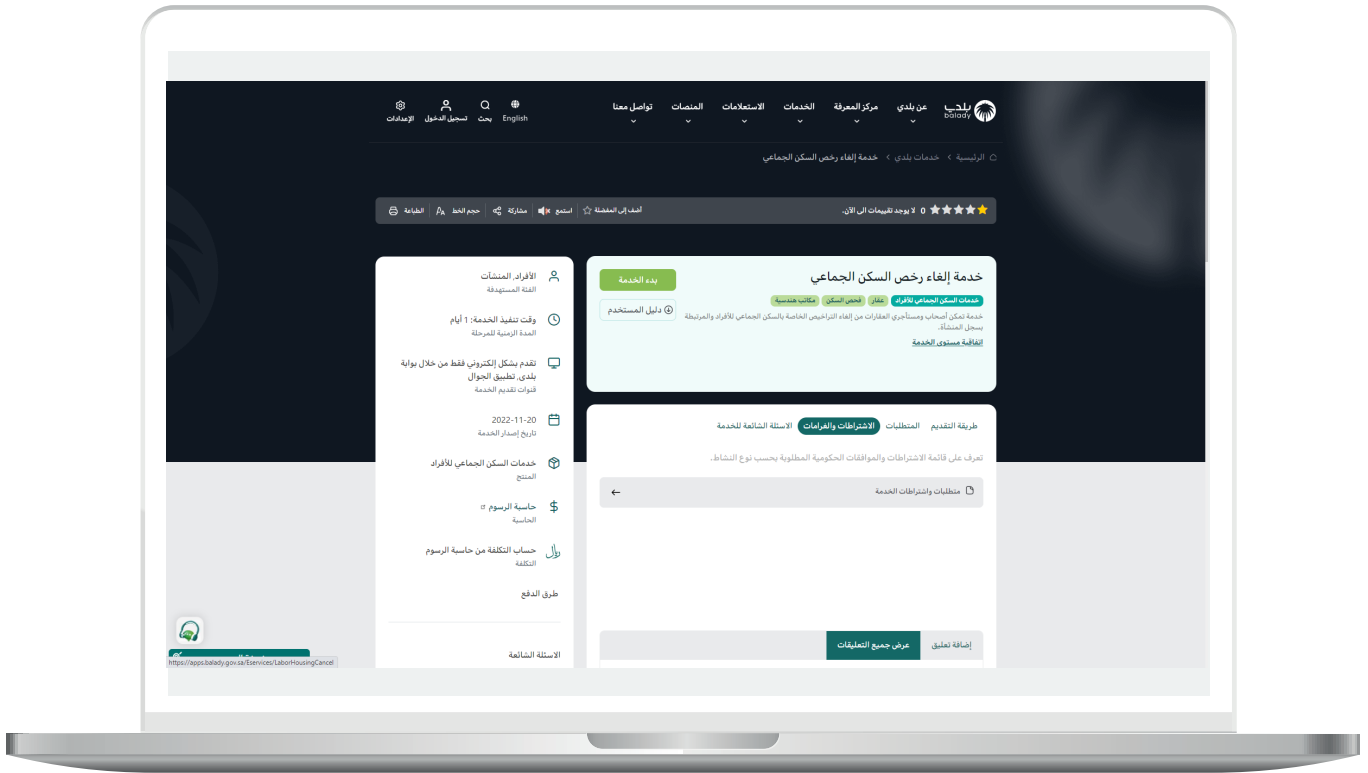 بلدي
balady
عن بلدي
مركز المعرفة
الخدمات
الاستعلامات
المنصات
تواصل معنا
English
بحث
تسجيل الدخول
الإعدادات
الرئيسية > خدمات بلدي > خدمة إلغاء رخص السكن الجماعي
0 لا يوجد تقييمات الى الآن.
أضف إلى المفضلة
استمع
مشاركة
حجم الخط
الطباعة
خدمة إلغاء رخص السكن الجماعي
خدمات السكن الجماعي للأفراد
عقار
فحص السكن
مكاتب هندسية
خدمة تمكن أصحاب ومستأجري العقارات من إلغاء التراخيص الخاصة بالسكن الجماعي للأفراد والمرتبطة
بسجل المنشأة.
اتفاقية مستوى الخدمة
بدء الخدمة
دليل المستخدم
طريقة التقديم
المتطلبات
الاشتراطات والغرامات
الاسئلة الشائعة للخدمة
تعرف على قائمة الاشتراطات والموافقات الحكومية المطلوبة بحسب نوع النشاط.
متطلبات واشتراطات الخدمة
إضافة تعليق
عرض جميع التعليقات
الأفراد, المنشآت
الفئة المستهدفة
وقت تنفيذ الخدمة: 1 أيام
المدة الزمنية للمرحلة
تقدم بشكل إلكتروني فقط من خلال بوابة
بلدي, تطبيق الجوال
قنوات تقديم الخدمة
2022-11-20
تاريخ إصدار الخدمة
خدمات السكن الجماعي للأفراد
المنتج
حاسبة الرسوم
الحاسبة
حساب التكلفة من حاسبة الرسوم
التكلفة
طرق الدفع
الاسئلة الشائعة
https://apps.balady.gov.sa/Eservices/LaborHousingCancel